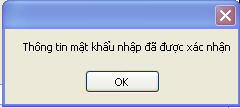 Thông tin mật khẩu nhập đã được xác nhận
OK